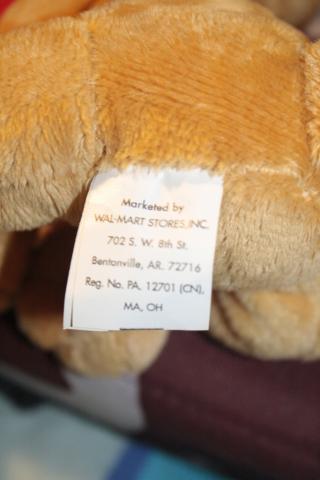 Marketed by
WAL-MART STORES, INC.
702 S. W. 8th St.
Bentonville, AR. 72716
Reg. No. PA. 12701 (CN),
MA, OH